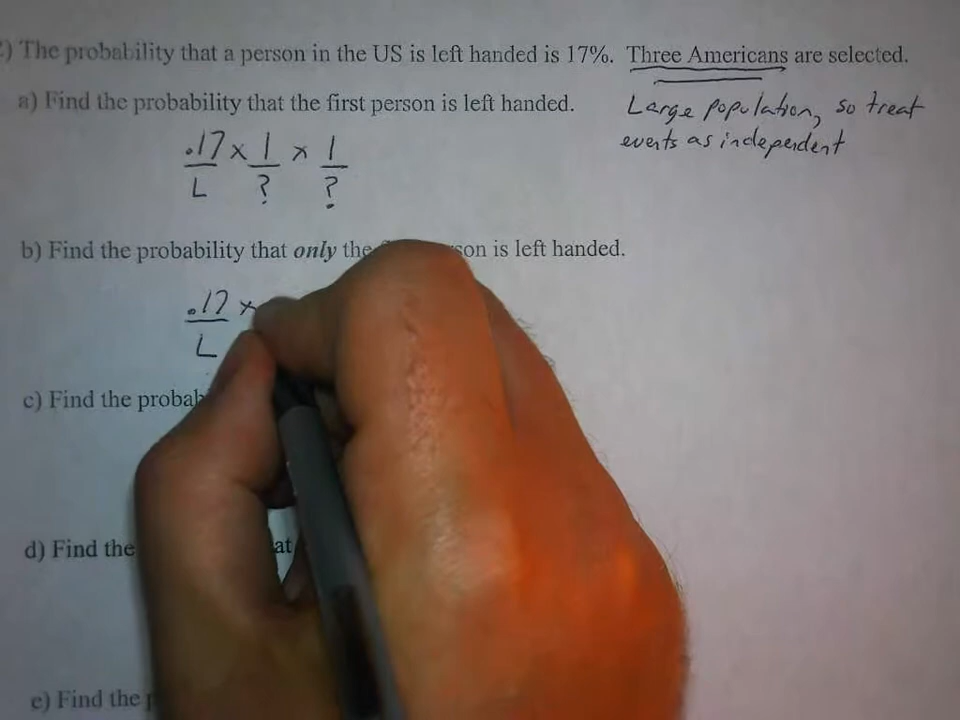 ) The probability that a person in the US is left handed is 17%. Three Americans are selected.
a) Find the probability that the first person is left handed.
Large population, so treat
events as independent
.17 x 1 x 1
L ? ?
b) Find the probability that only the is left handed.
.17 x
L
c) Find the
d) Find the at
e) Find the